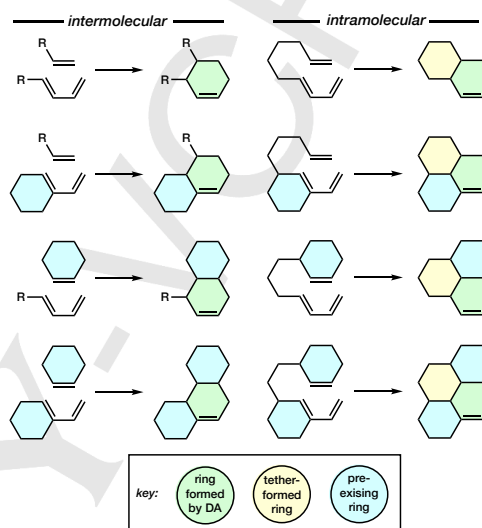 intermolecular
intramolecular
R
R
R
R
R
R
R
R
key:
ring
formed
by DA
tether-
formed
ring
pre-
exising
ring